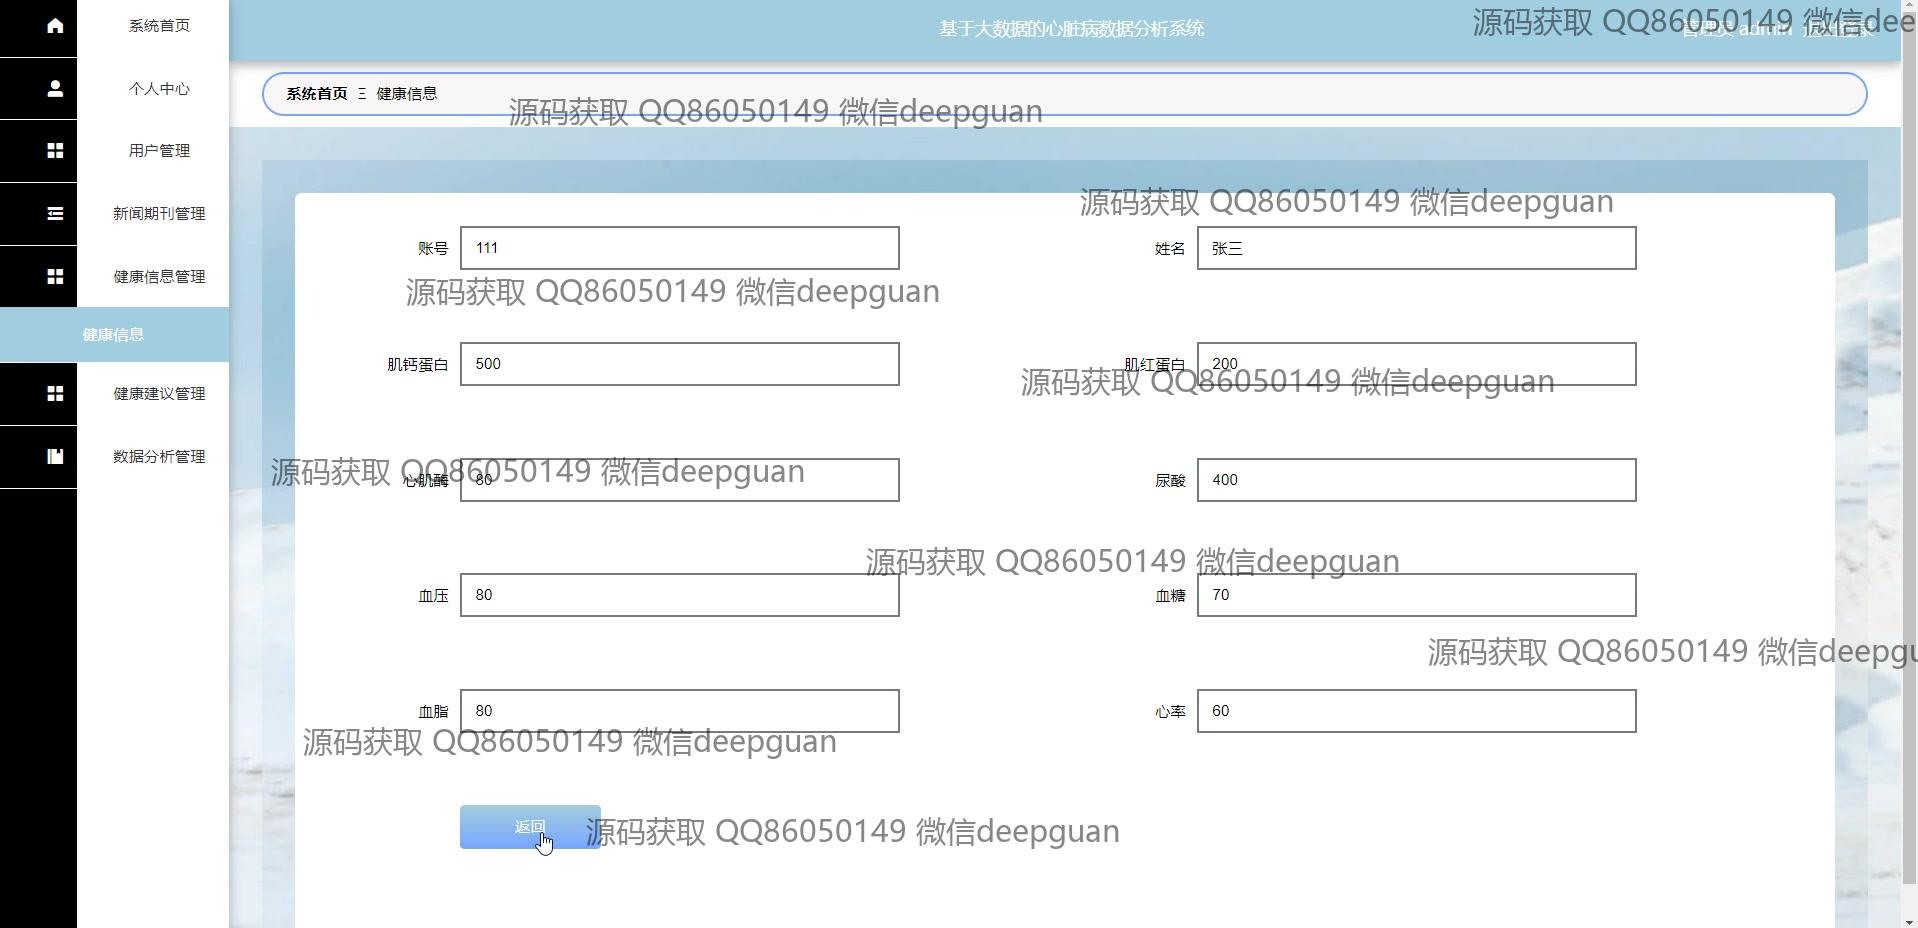 基于大数据的心脏病数据分析系统
管理员 admin 退出登录
源码获取 QQ86050149 微信deep
系统首页
个人中心
用户管理
新闻期刊管理
健康信息管理
健康信息
健康建议管理
数据分析管理
系统首页 Ξ 健康信息
源码获取 QQ86050149 微信deepguan
源码获取 QQ86050149 微信deepguan
账号 111
姓名 张三
源码获取 QQ86050149 微信deepguan
肌钙蛋白 500
肌红蛋白 200
源码获取 QQ86050149 微信deepguan
源码获取 QQ86050149 微信deepguan
心肌酶 80
尿酸 400
源码获取 QQ86050149 微信deepguan
血压 80
血糖 70
源码获取 QQ86050149 微信deepgu
血脂 80
心率 60
源码获取 QQ86050149 微信deepguan
返回
源码获取 QQ86050149 微信deepguan